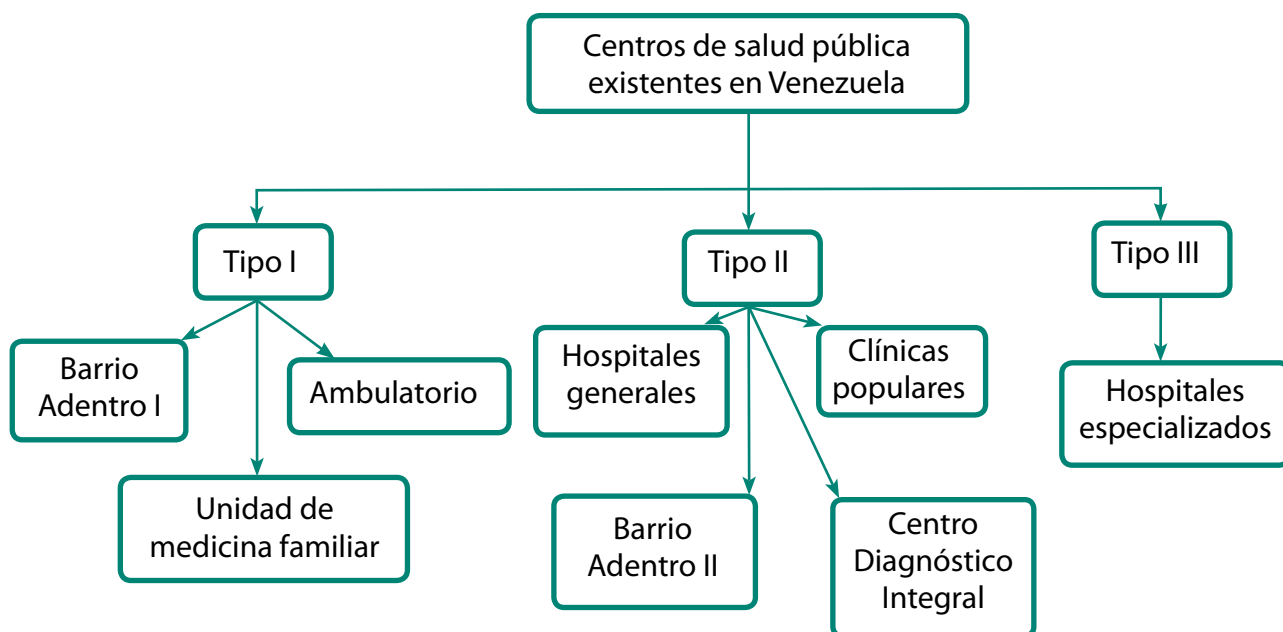 Centros de salud pública
existentes en Venezuela
Tipo I
Tipo II
Tipo III
Barrio
Adentro I
Ambulatorio
Unidad de
medicina familiar
Hospitales
generales
Clínicas
populares
Barrio
Adentro II
Centro
Diagnóstico
Integral
Hospitales
especializados